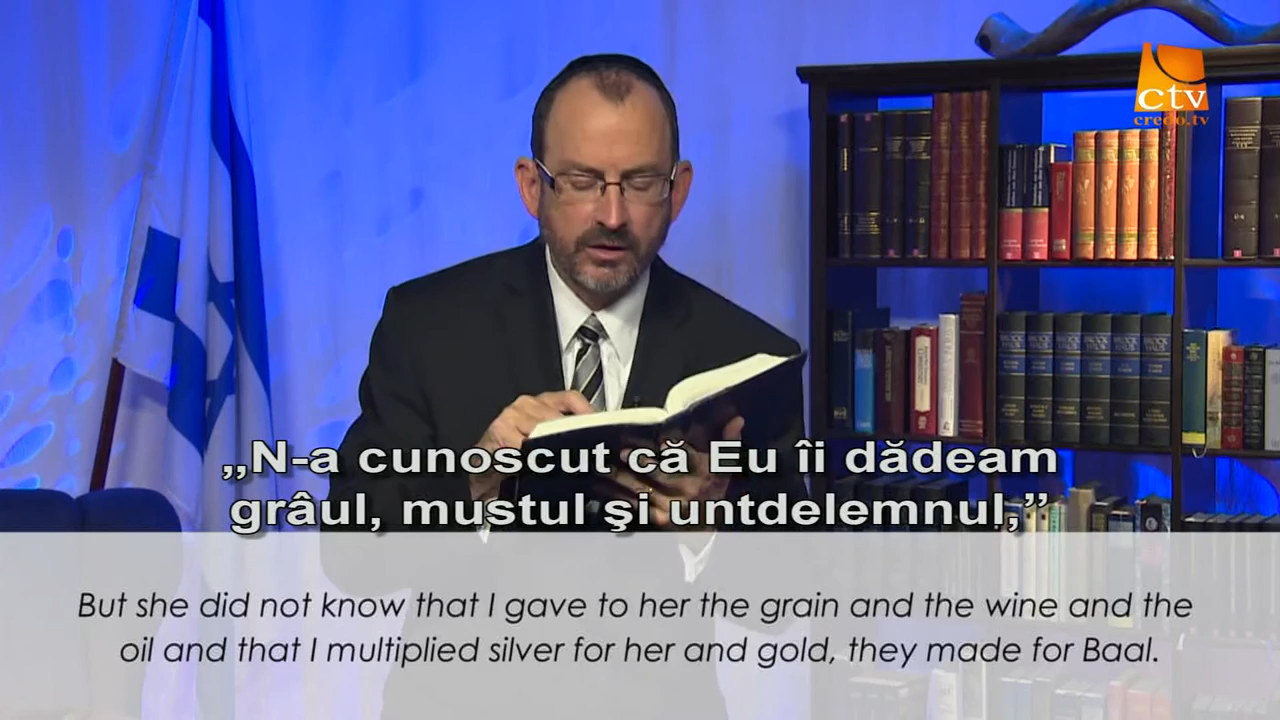 ctv
credo.tv
„N-a cunoscut că Eu îi dădeam
grâul, mustul şi untdelemnul,”
But she did not know that I gave to her the grain and the wine and the
oil and that I multiplied silver for her and gold, they made for Baal.